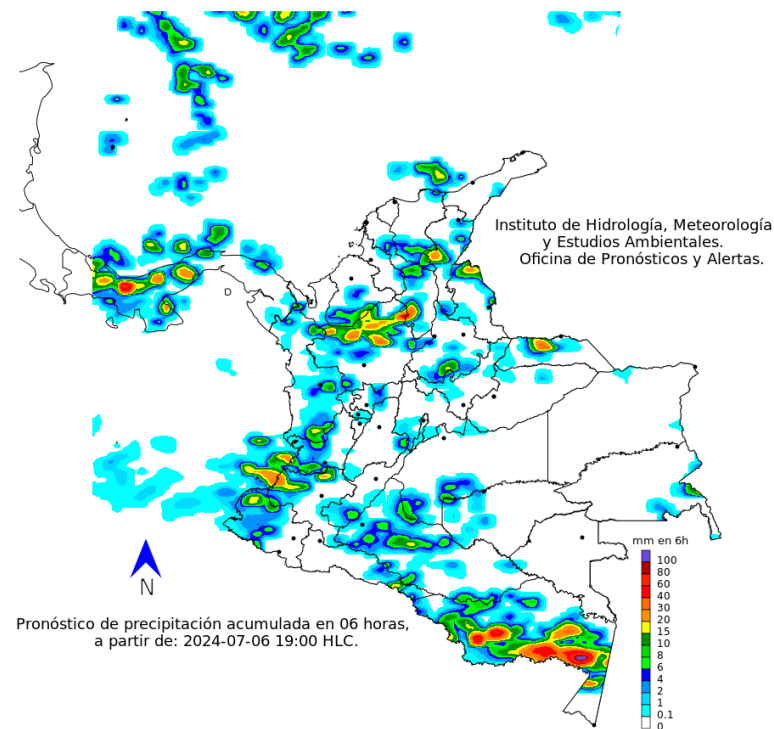 Instituto de Hidrología, Meteorología
y Estudios Ambientales.
Oficina de Pronósticos y Alertas.
N
Pronóstico de precipitación acumulada en 06 horas,
a partir de: 2024-07-06 19:00 HLC.
mm en 6h
100
80
60
40
30
20
15
10
8
6
4
2
1
0.1
0